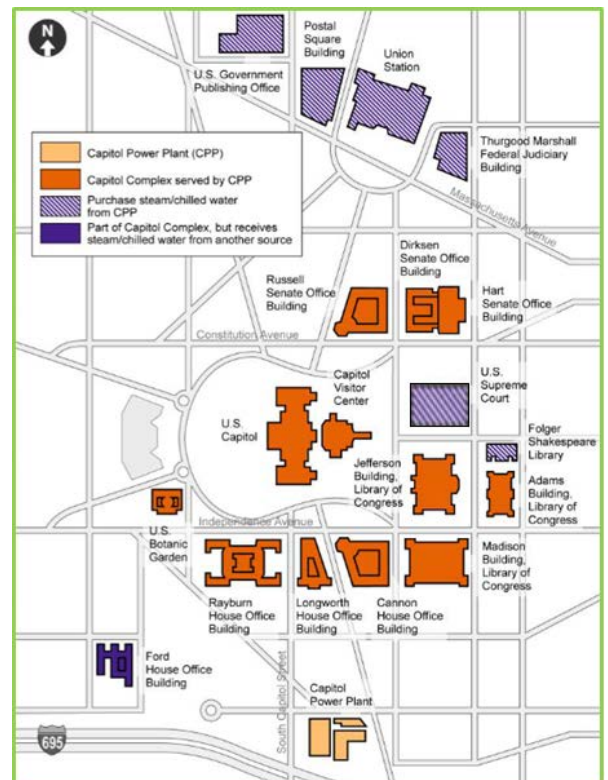 N
Postal
Square
Building
Union
Station
U.S. Government
Publishing Office
Thurgood Marshall
Federal Judiciary
Building
Capitol Power Plant (CPP)
Capitol Complex served by CPP
Purchase steam/chilled water
from CPP
Part of Capitol Complex, but receives
steam/chilled water from another source
Massachusetts Avenue
Dirksen
Senate Office
Building
Russell
Senate Office
Building
Hart
Senate Office
Building
Constitution Avenue
Capitol
Visitor
Center
U.S.
Supreme
Court
U.S.
Capitol
Folger
Shakespeare
Library
Jefferson
Building,
Library of
Congress
Adams
Building,
Library of
Congress
Independence Avenue
U.S.
Botanic
Garden
Madison
Building,
Library of
Congress
Rayburn
House Office
Building
Longworth
House Office
Building
Cannon
House Office
Building
Ford
House Office
Building
South Capitol Street
Capitol
Power Plant
695